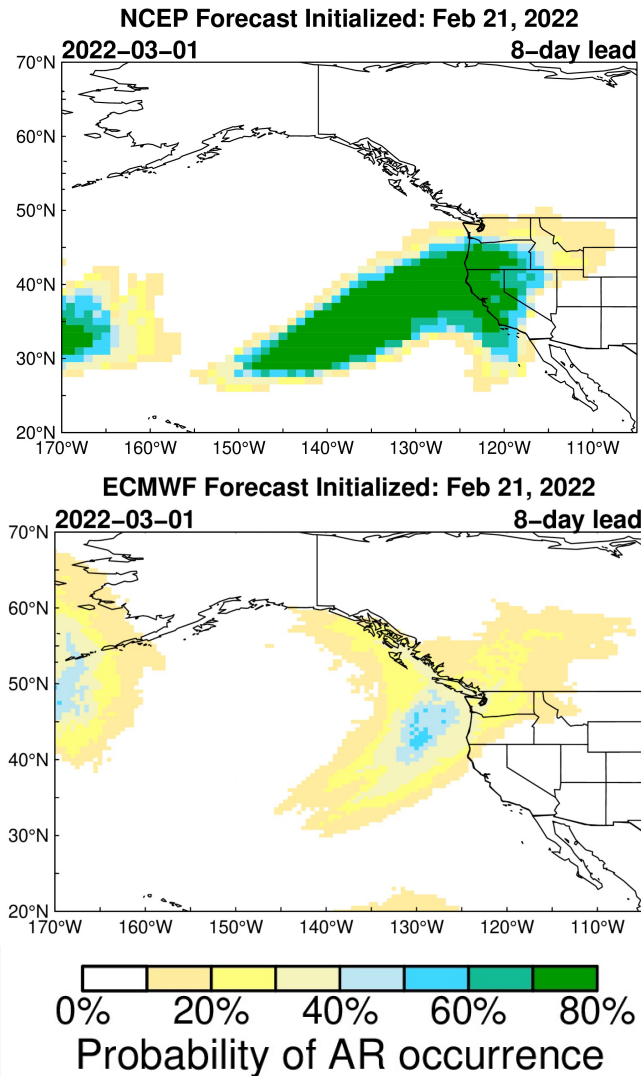 NCEP Forecast Initialized: Feb 21, 2022
2022−03−01 8−day lead
70°N
60°N
50°N
40°N
30°N
20°N
170°W 160°W 150°W 140°W 130°W 120°W 110°W
ECMWF Forecast Initialized: Feb 21, 2022
2022−03−01 8−day lead
70°N
60°N
50°N
40°N
30°N
20°N
170°W 160°W 150°W 140°W 130°W 120°W 110°W
0% 20% 40% 60% 80%
Probability of AR occurrence